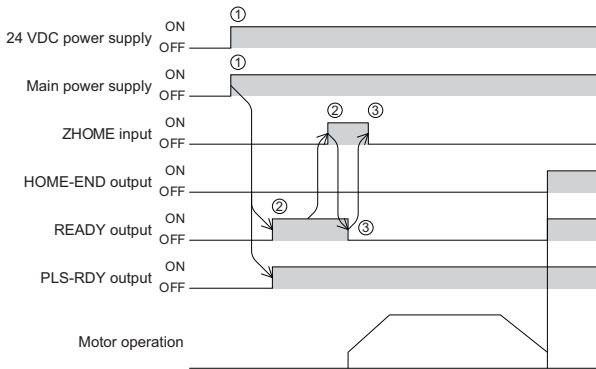 ①
24 VDC power supply ON
OFF
①
Main power supply ON
OFF
② ③
ZHOME input ON
OFF
HOME-END output ON
OFF
②
READY output ON
OFF ③
PLS-RDY output ON
OFF
Motor operation